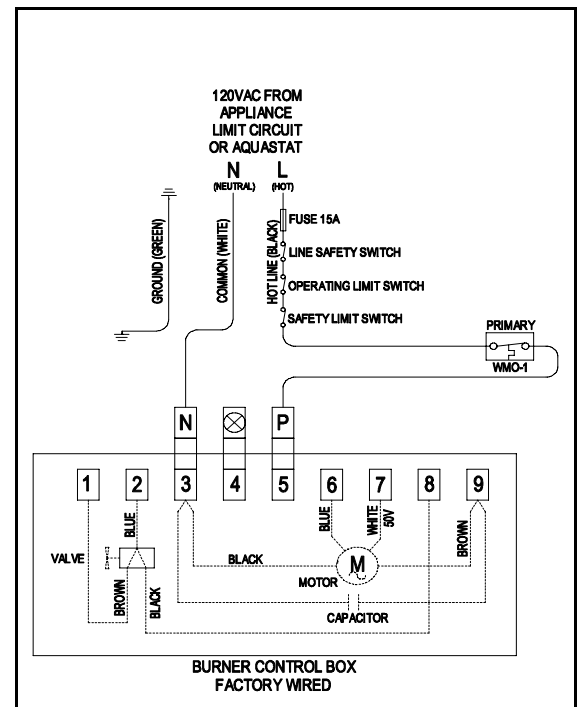 120VAC FROM
APPLIANCE
LIMIT CIRCUIT
OR AQUASTAT
N L
(NEUTRAL) (HOT)
GROUND (GREEN)
COMMON (WHITE)
HOT LINE (BLACK)
FUSE 15A
LINE SAFETY SWITCH
OPERATING LIMIT SWITCH
SAFETY LIMIT SWITCH
PRIMARY
WMO-1
N P
1 2 3 4 5 6 7 8 9
BLUE
BLUE
WHITE
50V
BROWN
VALVE
BLACK
M
MOTOR
BROWN
BLACK
CAPACITOR
BURNER CONTROL BOX
FACTORY WIRED